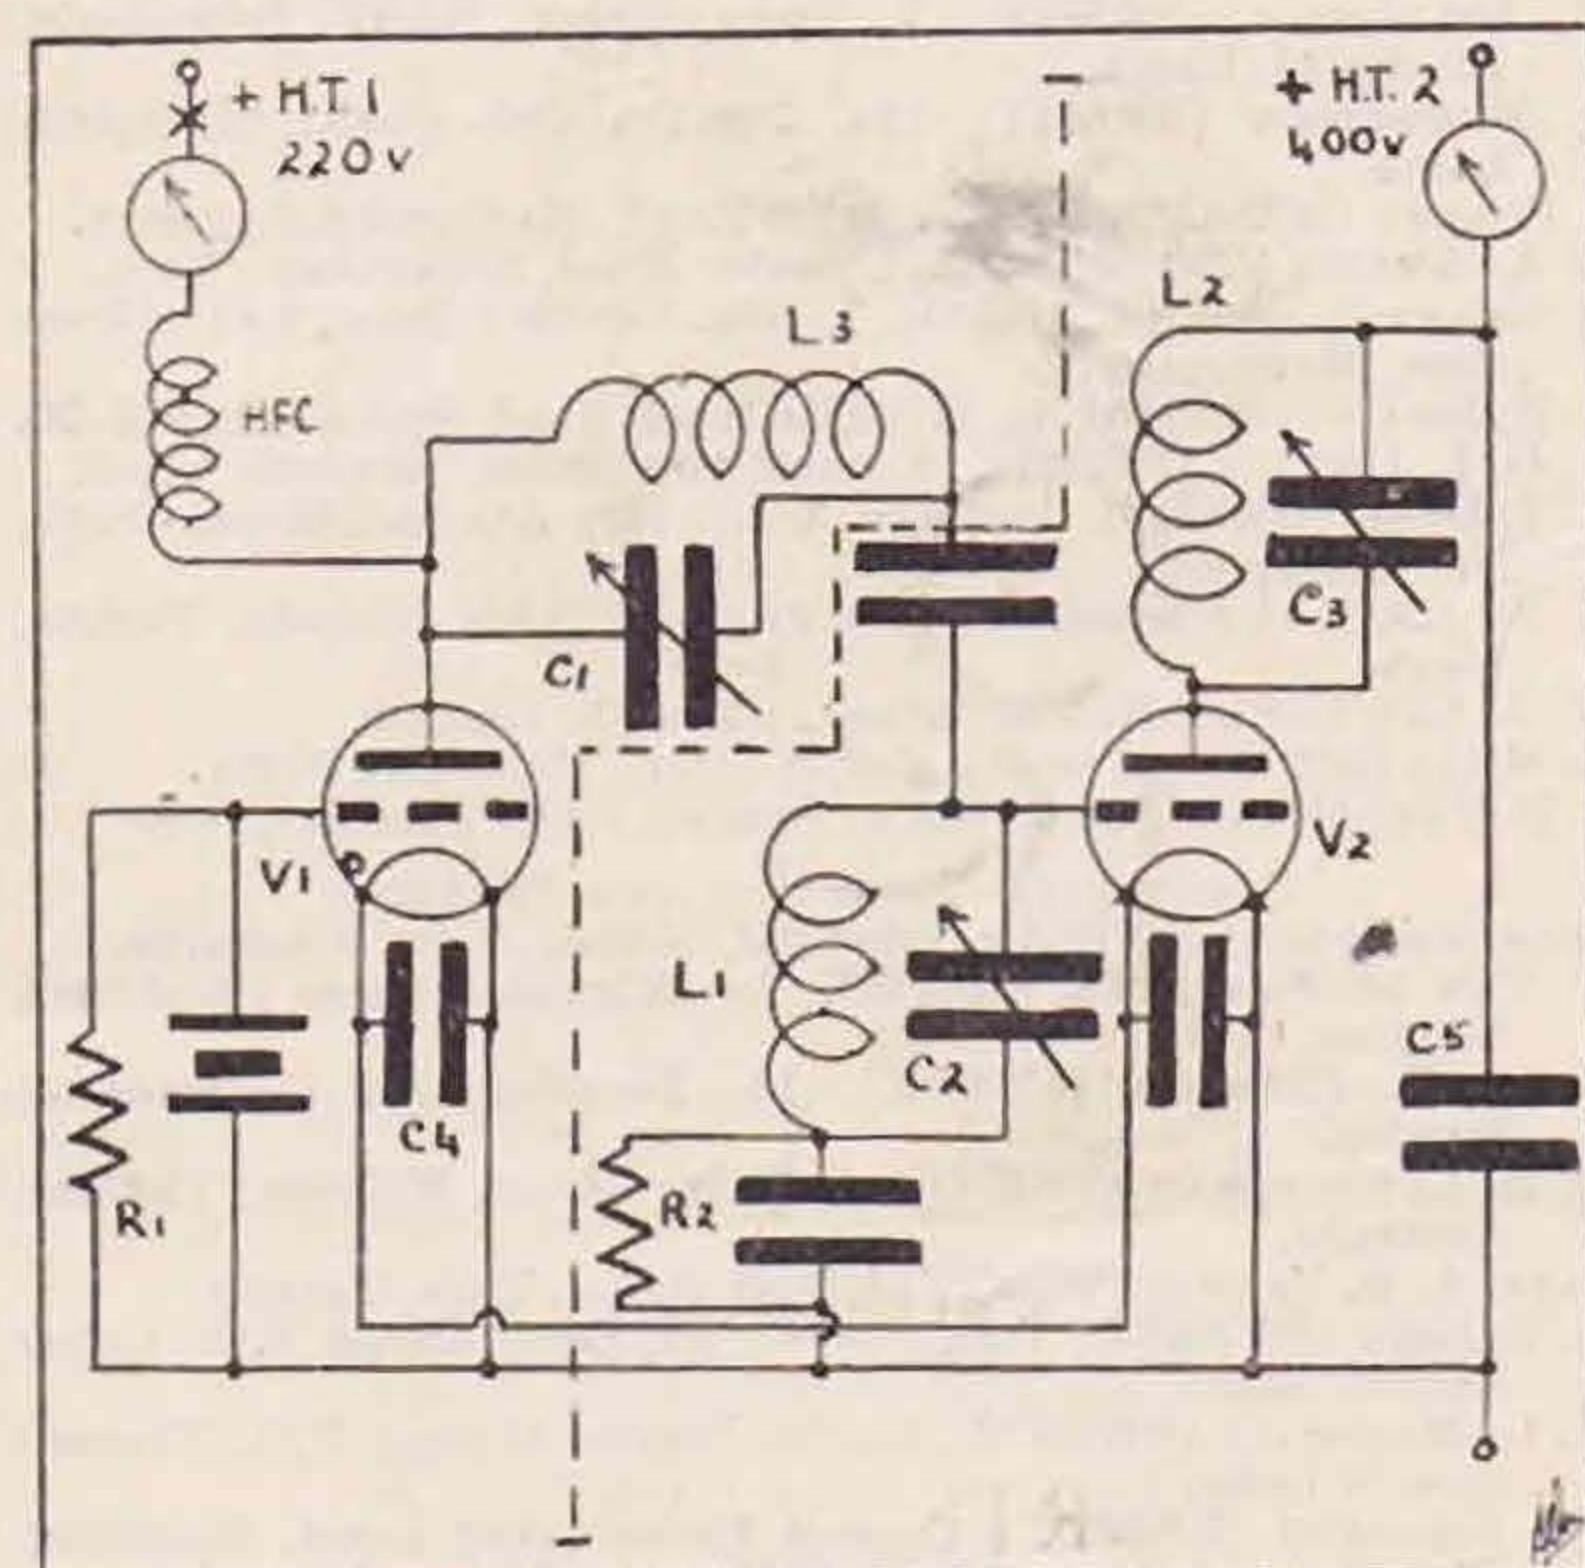 + H.T. 1
220v
+ H.T. 2
400v
L2
L3
HFC
C3
C1
V1
V2
L1
C2
C5
C4
R1
R2